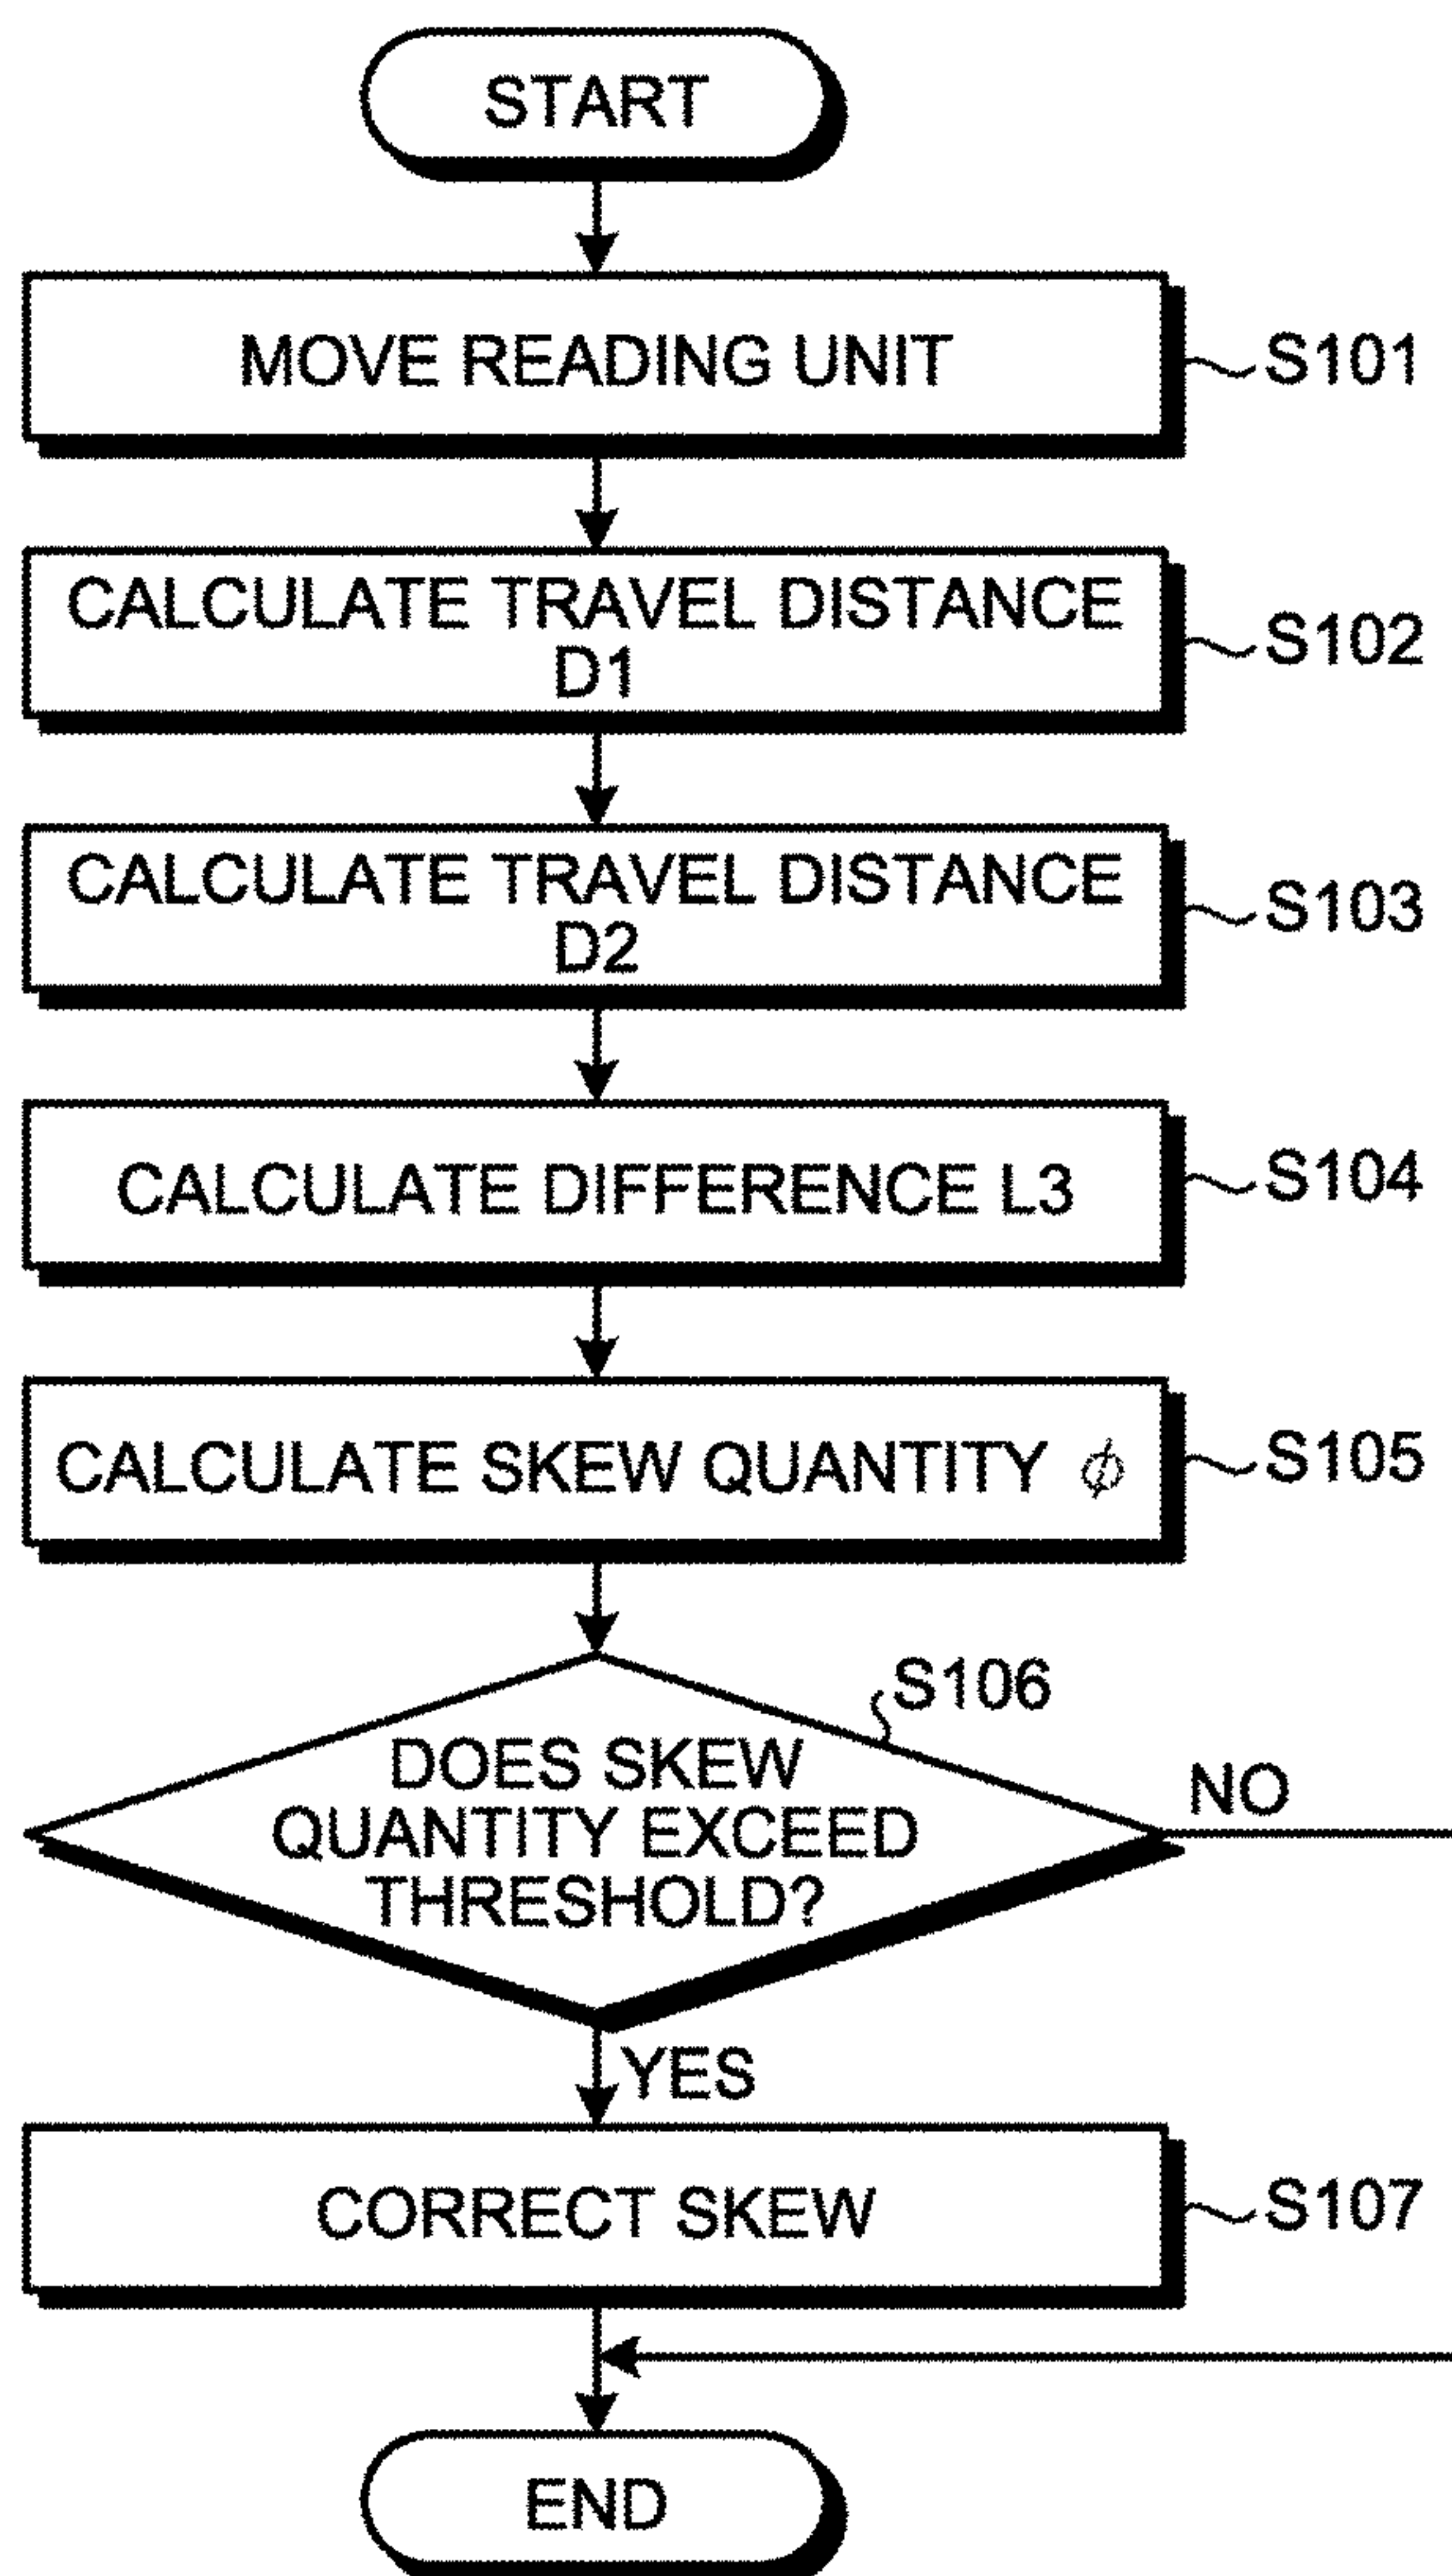 START
MOVE READING UNIT
S101
CALCULATE TRAVEL DISTANCE
D1
S102
CALCULATE TRAVEL DISTANCE
D2
S103
CALCULATE DIFFERENCE L3
S104
CALCULATE SKEW QUANTITY ϕ
S105
S106
DOES SKEW
QUANTITY EXCEED
THRESHOLD?
NO
YES
CORRECT SKEW
S107
END